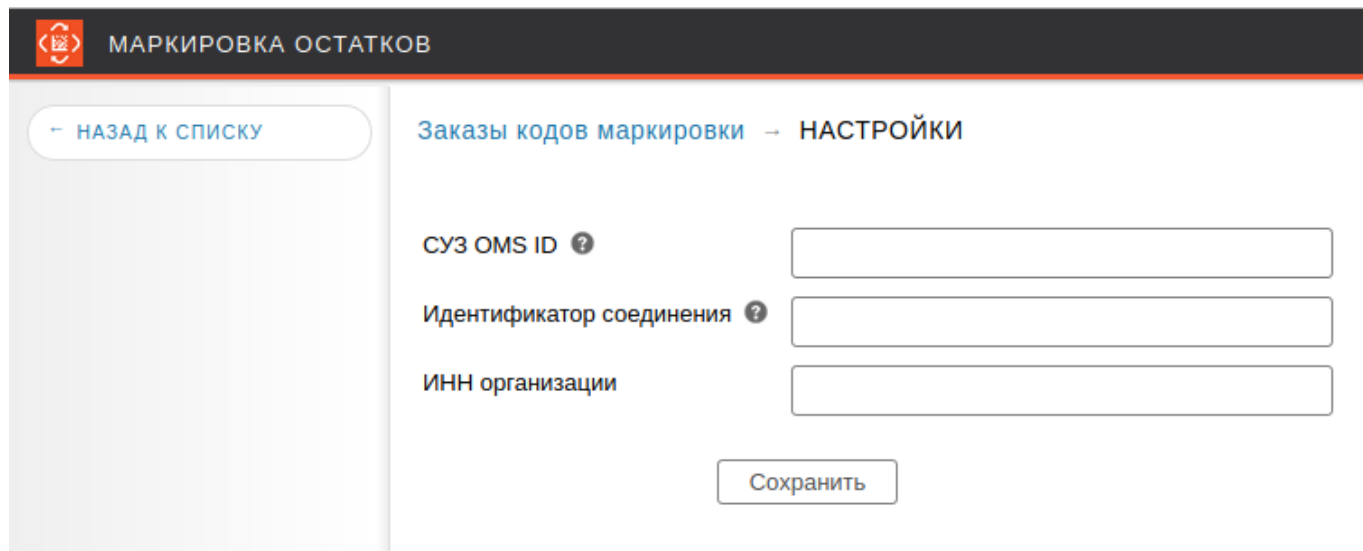 МАРКИРОВКА ОСТАТКОВ
← НАЗАД К СПИСКУ
Заказы кодов маркировки → НАСТРОЙКИ
СУЗ OMS ID ?
Идентификатор соединения ?
ИНН организации
Сохранить